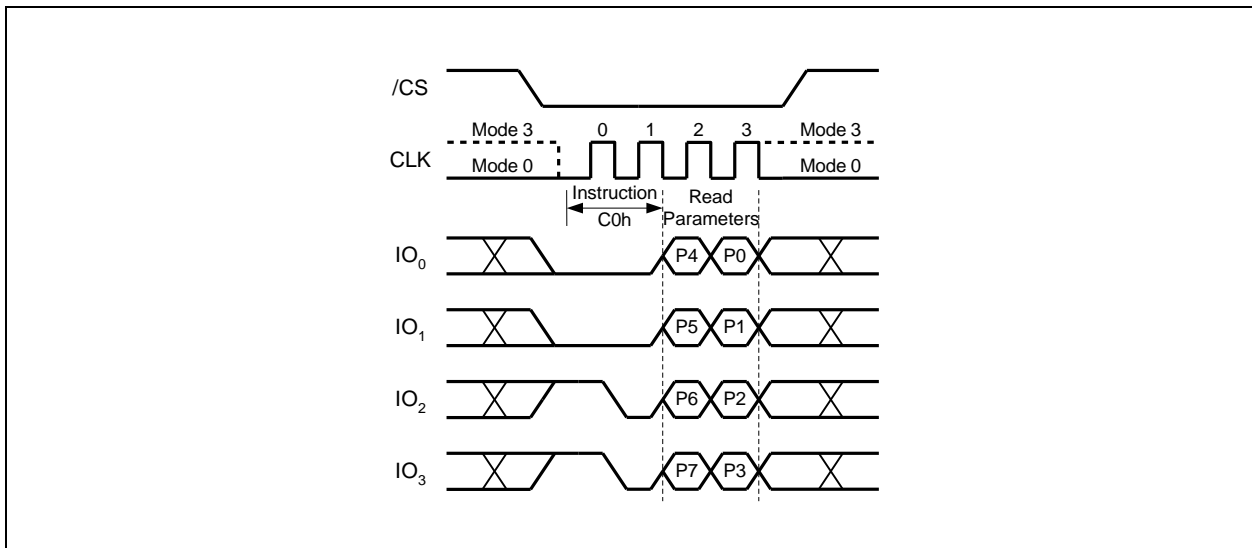 /CS
Mode 3 0 1 2 3 Mode 3
CLK
Mode 0 Mode 0
Instruction Read
C0h Parameters
IO0 P4 P0
IO1 P5 P1
IO2 P6 P2
IO3 P7 P3